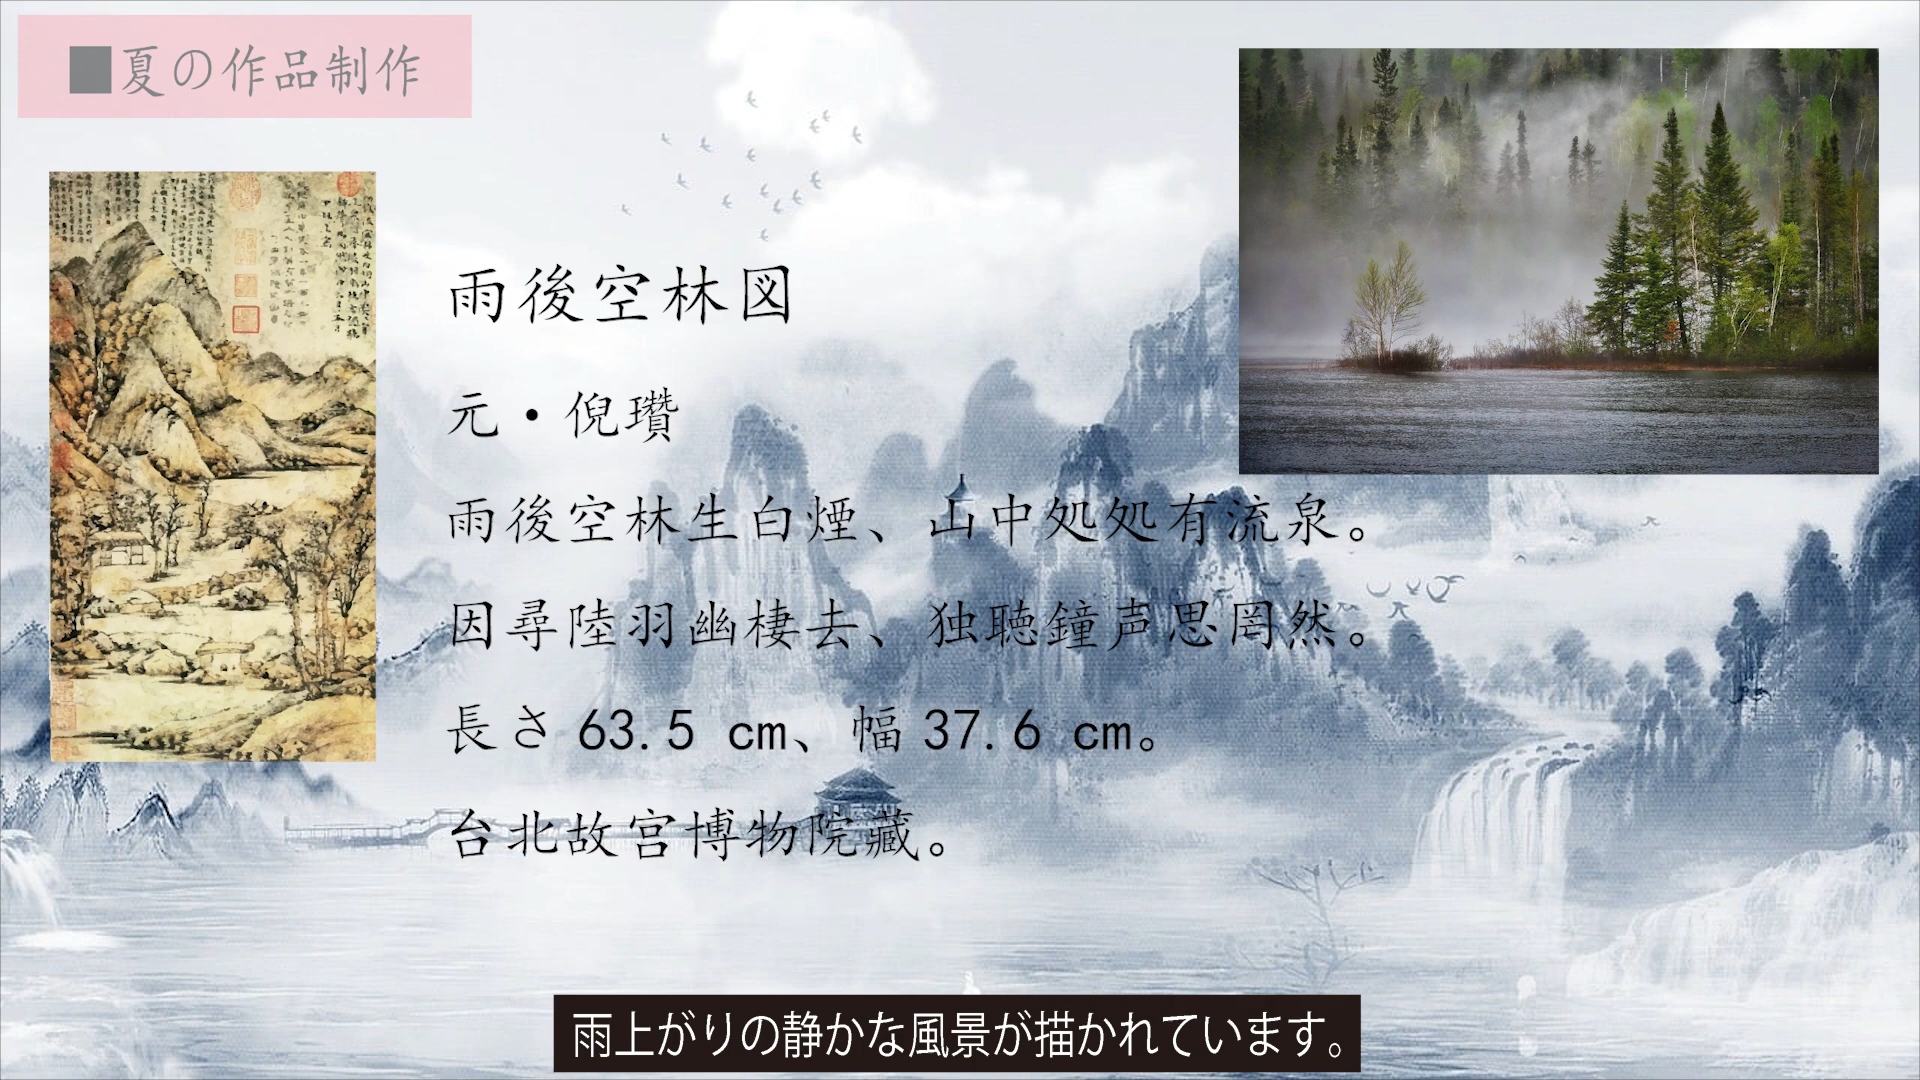 ■夏の作品制作
雨後空林図
元・倪瓚
雨後空林生白煙、山中処処有流泉。
因尋陸羽幽棲去、独聴鐘声思罔然。
長さ 63.5 cm、幅 37.6 cm。
台北故宮博物院藏。
雨上がりの静かな風景が描かれています。